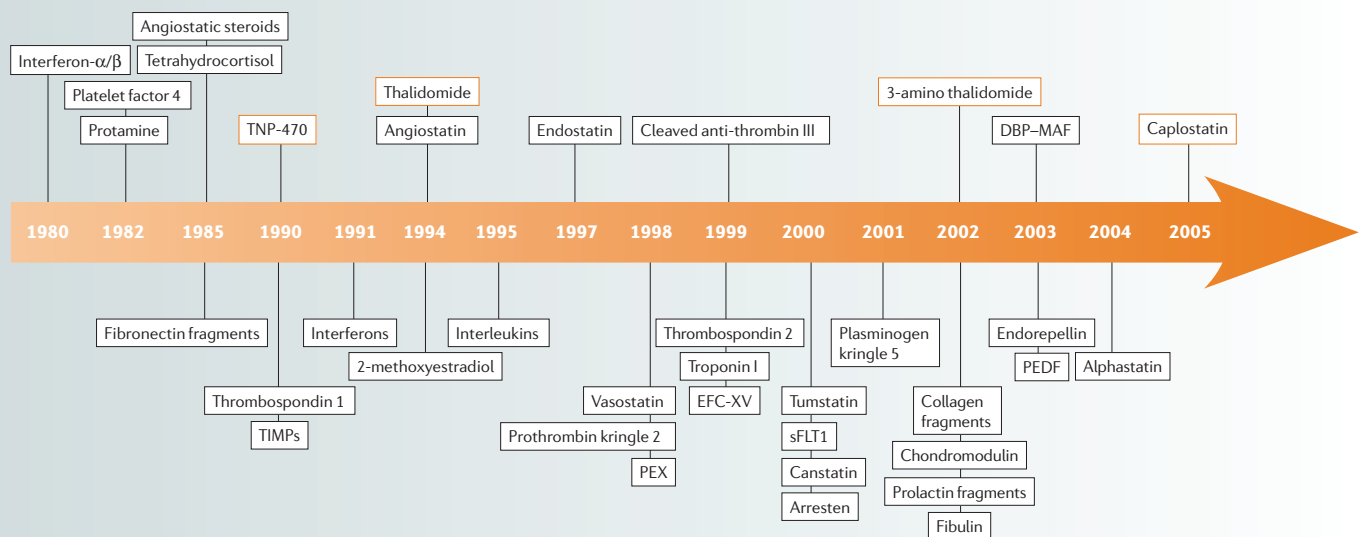 Angiostatic steroids
Interferon-α/β
Tetrahydrocortisol
Platelet factor 4
Thalidomide
3-amino thalidomide
Protamine
TNP-470
Angiostatin
Endostatin
Cleaved anti-thrombin III
DBP–MAF
Caplostatin
1980
1982
1985
1990
1991
1994
1995
1997
1998
1999
2000
2001
2002
2003
2004
2005
Fibronectin fragments
Interferons
Interleukins
Thrombospondin 2
Plasminogen
kringle 5
Endorepellin
2-methoxyestradiol
Troponin I
PEDF
Alphastatin
Thrombospondin 1
Vasostatin
EFC-XV
Tumstatin
Collagen
fragments
TIMPs
Prothrombin kringle 2
sFLT1
Chondromodulin
PEX
Canstatin
Prolactin fragments
Arresten
Fibulin